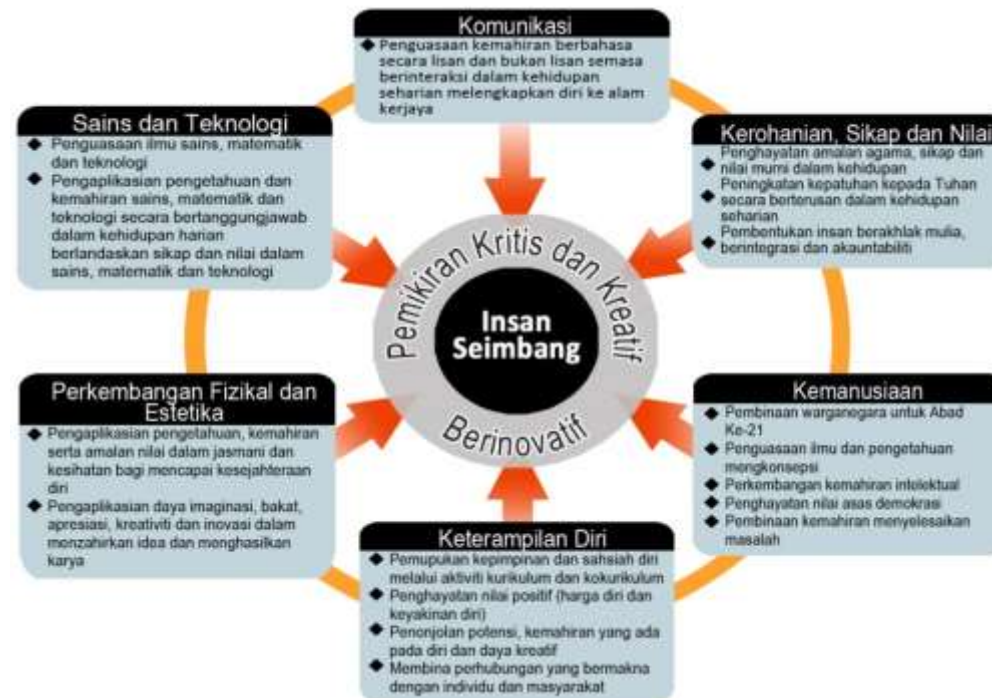 Komunikasi
◆ Penguasaan kemahiran berbahasa
secara lisan dan bukan lisan semasa
berinteraksi dalam kehidupan
seharian melengkapkan diri ke alam
kerjaya
Sains dan Teknologi
◆ Penguasaan ilmu sains, matematik
dan teknologi
◆ Pengaplikasian pengetahuan dan
kemahiran sains, matematik dan
teknologi secara bertanggungjawab
dalam kehidupan harian
berlandaskan sikap dan nilai dalam
sains, matematik dan teknologi
Kerohanian, Sikap dan Nilai
◆ Penghayatan amalan agama, sikap dan
nilai murni dalam kehidupan
◆ Peningkatan kepatuhan kepada Tuhan
secara berterusan dalam kehidupan
seharian
◆ Pembentukan insan berakhlak mulia,
berintegrasi dan akauntabiliti
Pemikiran Kritis dan Kreatif
Insan
Seimbang
Berinovatif
Perkembangan Fizikal dan
Estetika
◆ Pengaplikasian pengetahuan, kemahiran
serta amalan nilai dalam jasmani dan
kesihatan bagi mencapai kesejahteraan
diri
◆ Pengaplikasian daya imaginasi, bakat,
apresiasi, kreativiti dan inovasi dalam
menzahirkan idea dan menghasilkan
karya
Kemanusiaan
◆ Pembinaan warganegara untuk Abad
Ke-21
◆ Penguasaan ilmu dan pengetahuan
mengkonsepsi
◆ Perkembangan kemahiran intelektual
◆ Penghayatan nilai asas demokrasi
◆ Pembinaan kemahiran menyelesaikan
masalah
Keterampilan Diri
◆ Pemupukan kepimpinan dan sahsiah diri
melalui aktiviti kurikulum dan kokurikulum
◆ Penghayatan nilai positif (harga diri dan
keyakinan diri)
◆ Penonjolan potensi, kemahiran yang ada
pada diri dan daya kreatif
◆ Membina perhubungan yang bermakna
dengan individu dan masyarakat